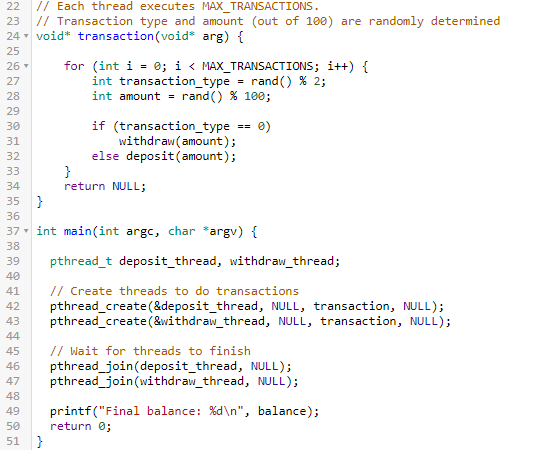 22 // Each thread executes MAX_TRANSACTIONS.
23 // Transaction type and amount (out of 100) are randomly determined
24 void* transaction(void* arg) {
25
26     for (int i = 0; i < MAX_TRANSACTIONS; i++) {
27         int transaction_type = rand() % 2;
28         int amount = rand() % 100;
29
30         if (transaction_type == 0)
31             withdraw(amount);
32         else deposit(amount);
33     }
34     return NULL;
35 }
36
37 int main(int argc, char *argv) {
38
39   pthread_t deposit_thread, withdraw_thread;
40
41   // Create threads to do transactions
42   pthread_create(&deposit_thread, NULL, transaction, NULL);
43   pthread_create(&withdraw_thread, NULL, transaction, NULL);
44
45   // Wait for threads to finish
46   pthread_join(deposit_thread, NULL);
47   pthread_join(withdraw_thread, NULL);
48
49   printf("Final balance: %d\n", balance);
50   return 0;
51 }